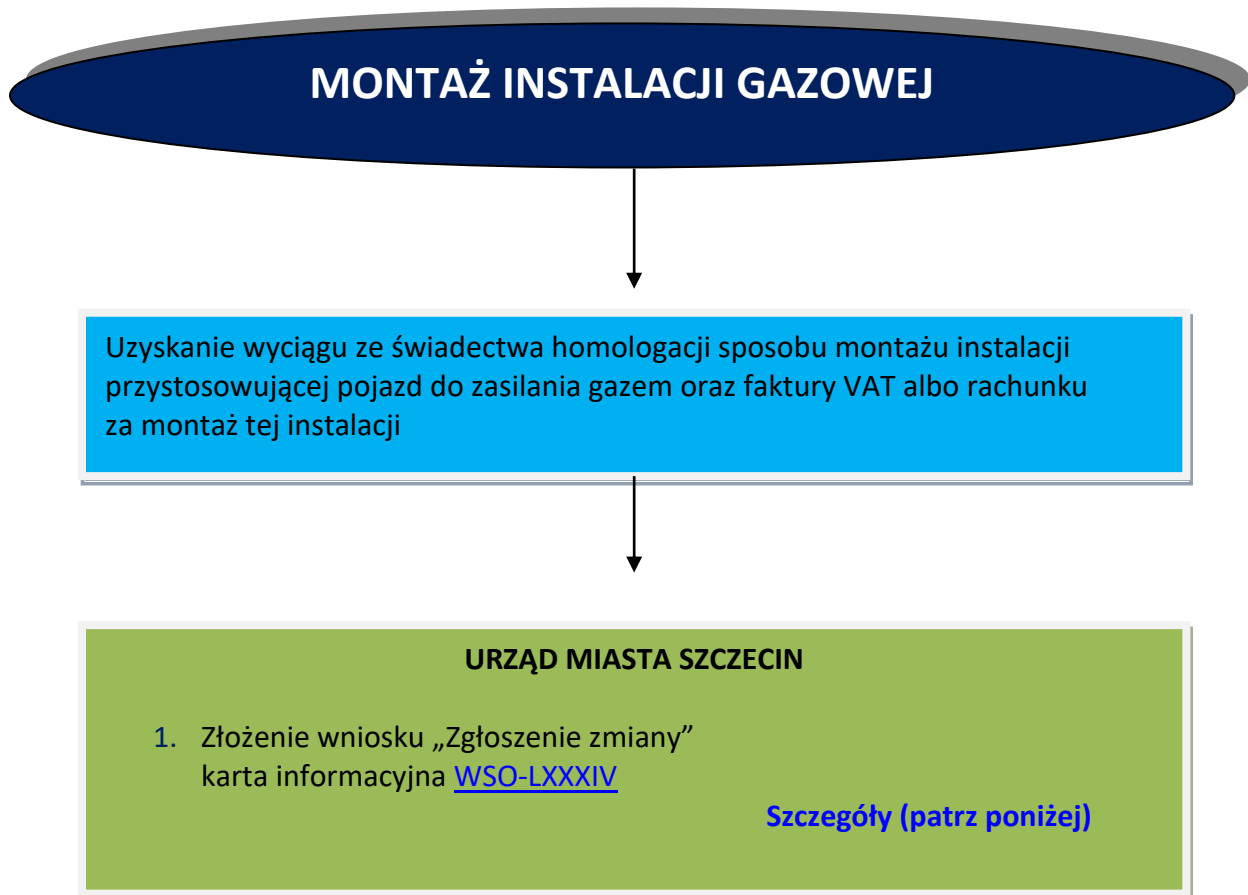 MONTAŻ INSTALACJI GAZOWEJ
Uzyskanie wyciągu ze świadectwa homologacji sposobu montażu instalacji
przystosowującej pojazd do zasilania gazem oraz faktury VAT albo rachunku
za montaż tej instalacji
URZĄD MIASTA SZCZECIN
1. Złożenie wniosku „Zgłoszenie zmiany”
karta informacyjna WSO-LXXXIV
Szczegóły (patrz poniżej)